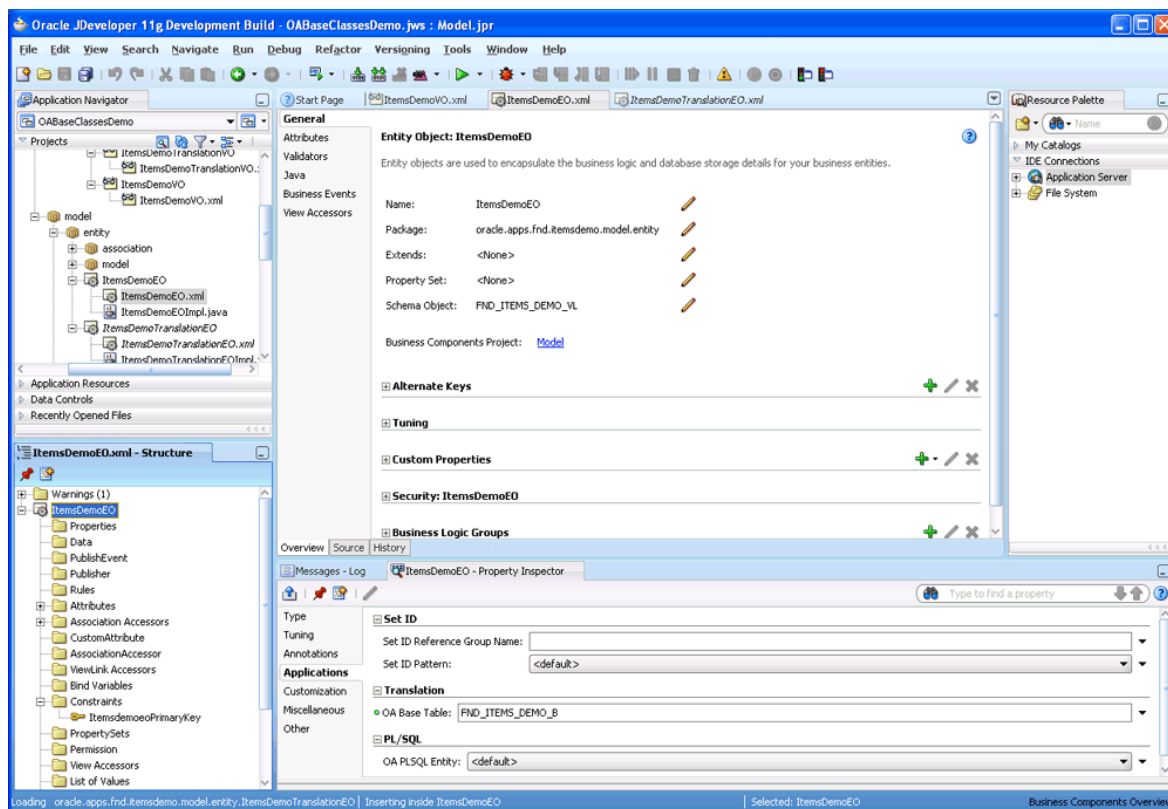 Oracle JDeveloper 11g Development Build - OABaseClassesDemo.jws : Model.jpr
File Edit View Search Navigate Run Debug Refactor Versioning Tools Window Help
Application Navigator
OABaseClassesDemo
Projects
ItemsDemoTranslationVO
ItemsDemoTranslationVO.
ItemsDemoVO
ItemsDemoVO.xml
model
entity
association
model
ItemsDemoEO
ItemsDemoEO.xml
ItemsDemoEOImpl.java
ItemsDemoTranslationEO
ItemsDemoTranslationEO.xml
ItemsDemoTranslationEOImpl.
Application Resources
Data Controls
Recently Opened Files
Start Page ItemsDemoVO.xml ItemsDemoEO.xml ItemsDemoTranslationEO.xml
General
Attributes
Validators
Java
Business Events
View Accessors
Entity Object: ItemsDemoEO
Entity objects are used to encapsulate the business logic and database storage details for your business entities.
Name: ItemsDemoEO
Package: oracle.apps.fnd.itemsdemo.model.entity
Extends: <None>
Property Set: <None>
Schema Object: FND_ITEMS_DEMO_VL
Business Components Project: Model
Alternate Keys
Tuning
Custom Properties
Security: ItemsDemoEO
Business Logic Groups
Overview Source History
Resource Palette
Name
My Catalogs
IDE Connections
Application Server
File System
ItemsDemoEO.xml - Structure
Warnings (1)
ItemsDemoEO
Properties
Data
PublishEvent
Publisher
Rules
Attributes
Association Accessors
CustomAttribute
AssociationAccessor
ViewLink Accessors
Bind Variables
Constraints
ItemsdemoeoPrimaryKey
PropertySets
Permission
View Accessors
List of Values
Messages - Log ItemsDemoEO - Property Inspector
Type to find a property
Type
Tuning
Annotations
Applications
Customization
Miscellaneous
Other
Set ID
Set ID Reference Group Name:
Set ID Pattern: <default>
Translation
OA Base Table: FND_ITEMS_DEMO_B
PL/SQL
OA PLSQL Entity: <default>
Loading oracle.apps.fnd.itemsdemo.model.entity.ItemsDemoTranslationEO Inserting inside ItemsDemoEO Selected: ItemsDemoEO Business Components Overview